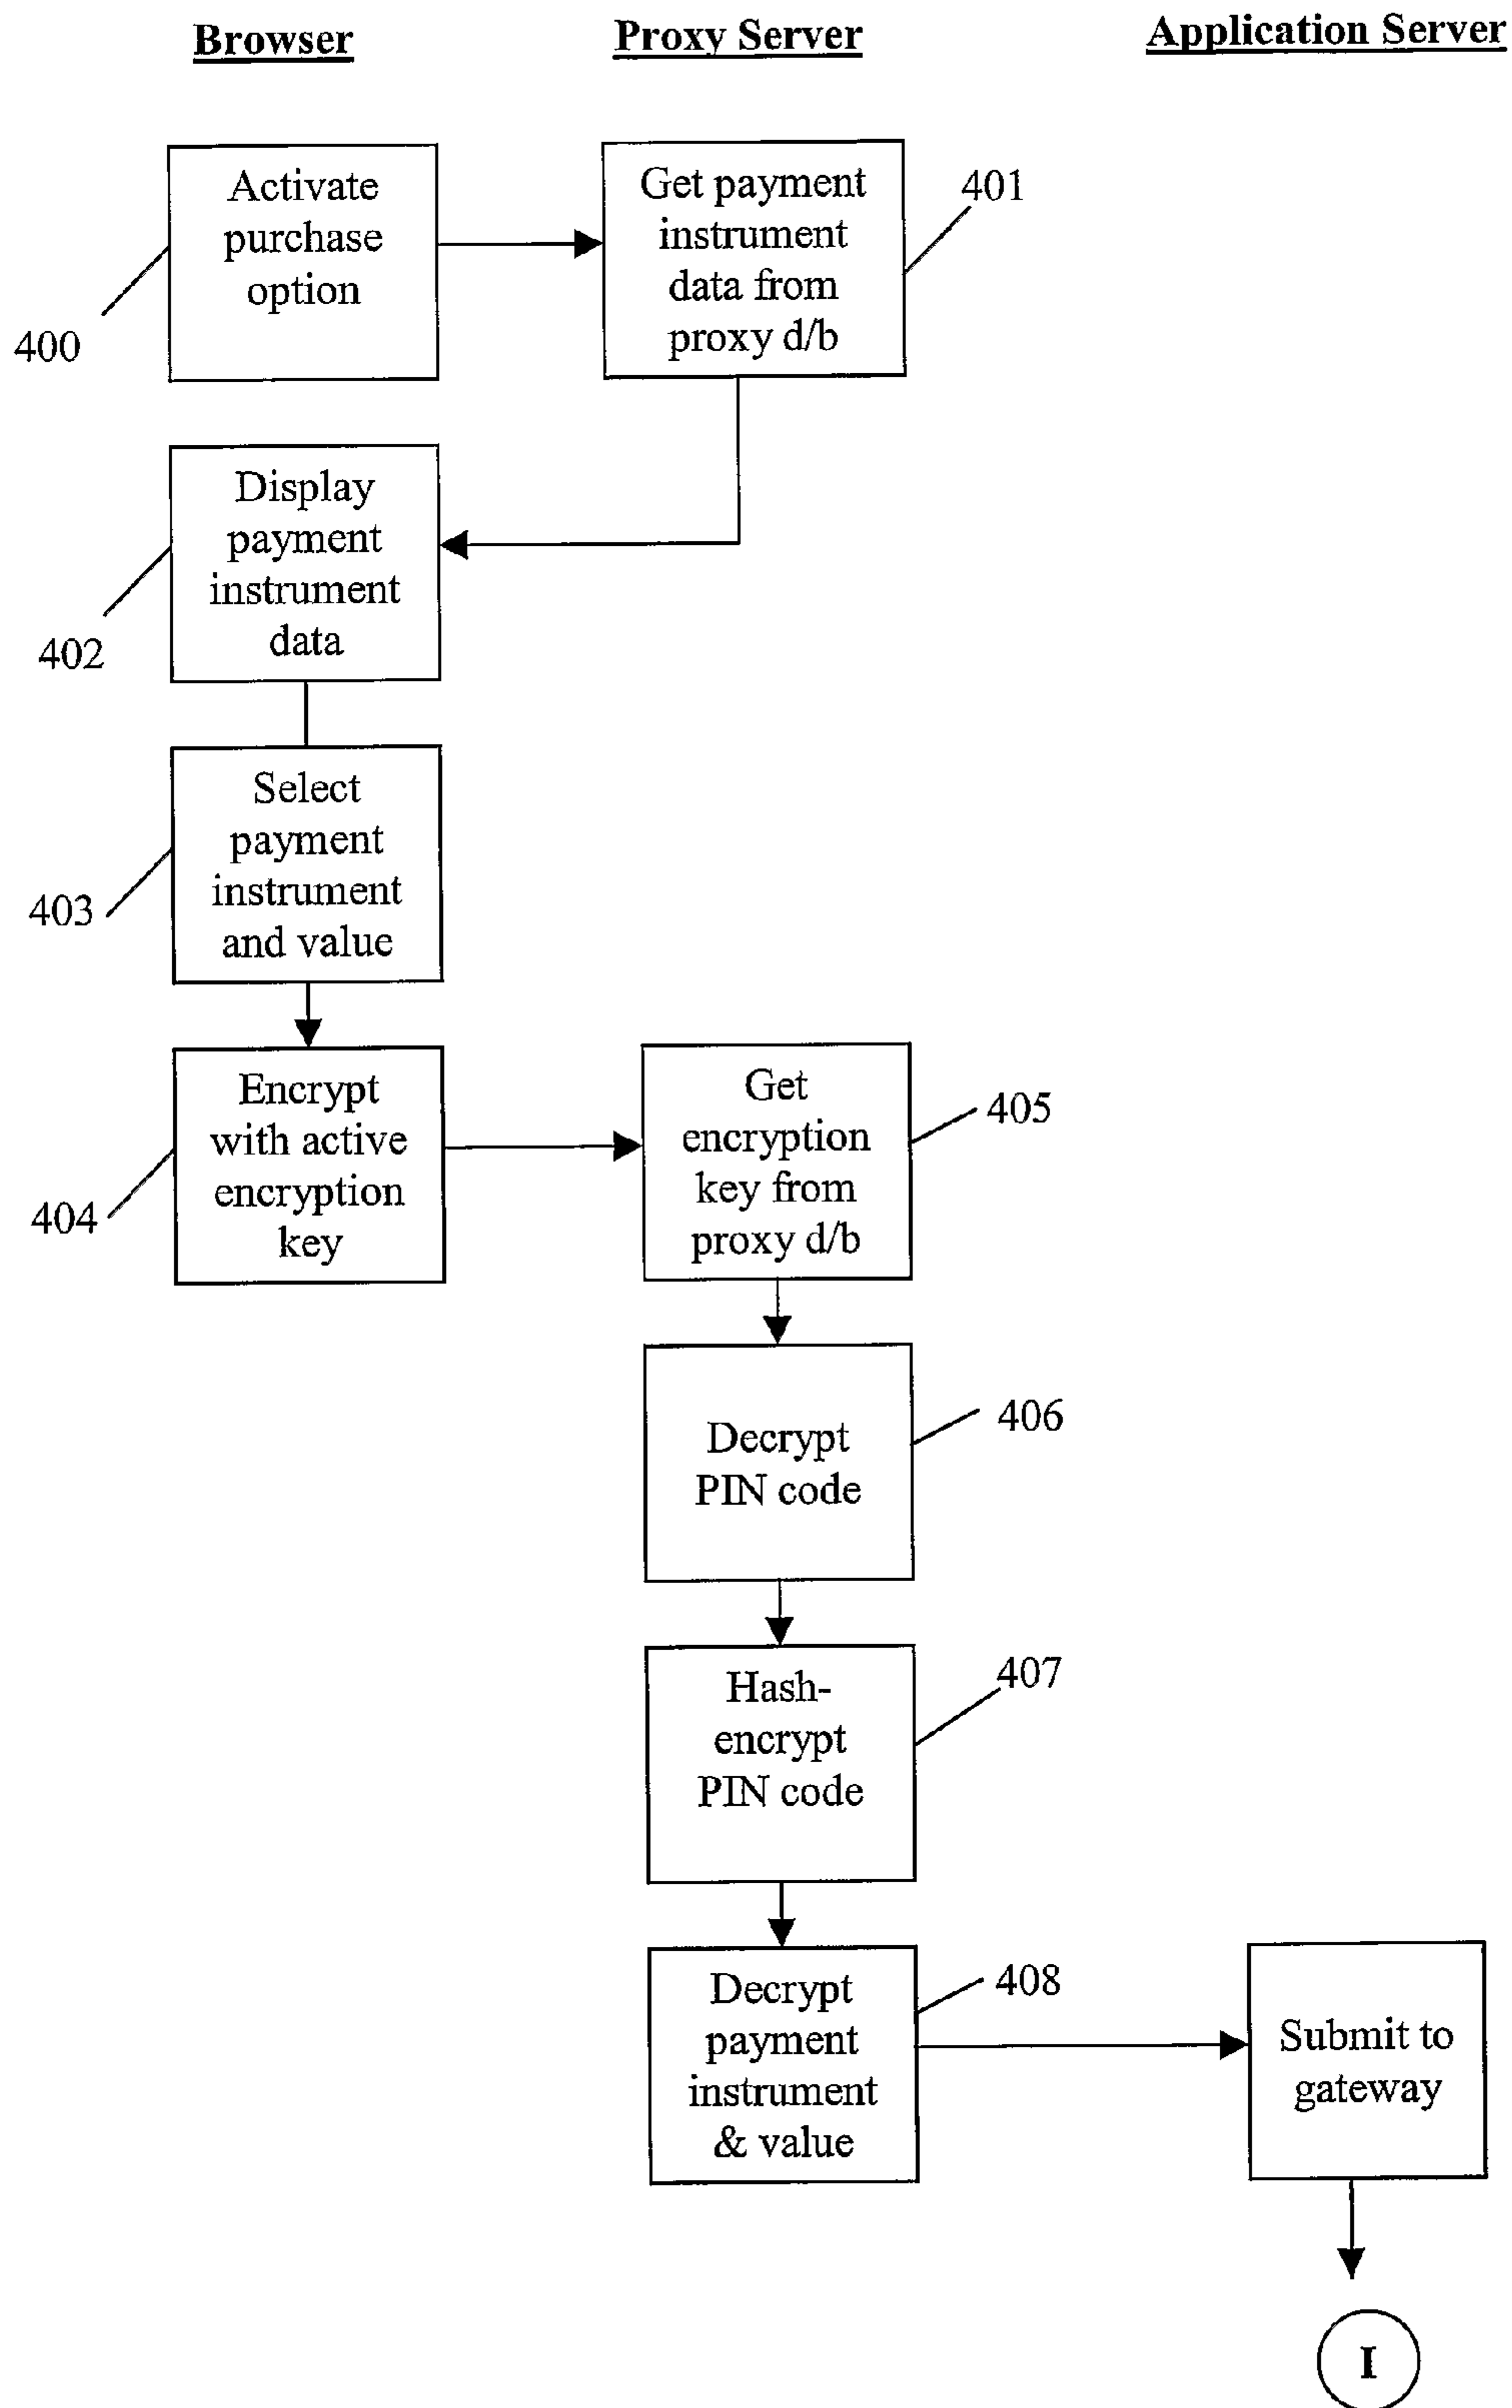 Browser
Proxy Server
Application Server
Activate
purchase
option
400
Get payment
instrument
data from
proxy d/b
401
Display
payment
instrument
data
402
Select
payment
instrument
and value
403
Encrypt
with active
encryption
key
404
Get
encryption
key from
proxy d/b
405
Decrypt
PIN code
406
Hash-
encrypt
PIN code
407
Decrypt
payment
instrument
& value
408
Submit to
gateway
I